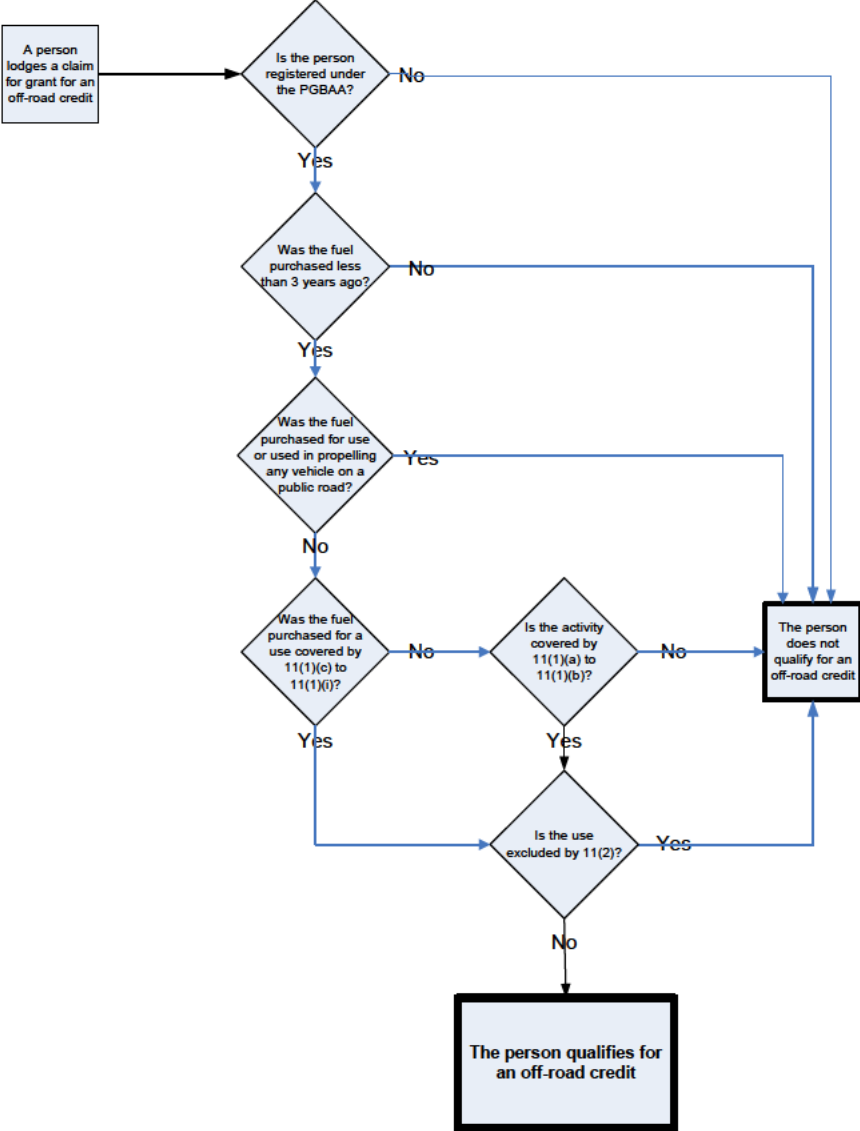 A person
lodges a claim
for grant for an
off-road credit
Is the person
registered under
the PGBAA?
No
Yes
Was the fuel
purchased less
than 3 years ago?
No
Yes
Was the fuel
purchased for use
or used in propelling
any vehicle on a
public road?
Yes
No
Was the fuel
purchased for a
use covered by
11(1)(c) to
11(1)(i)?
No
Is the activity
covered by
11(1)(a) to
11(1)(b)?
No
The person
does not
qualify for an
off-road credit
Yes
Yes
Is the use
excluded by 11(2)?
Yes
No
The person qualifies for
an off-road credit